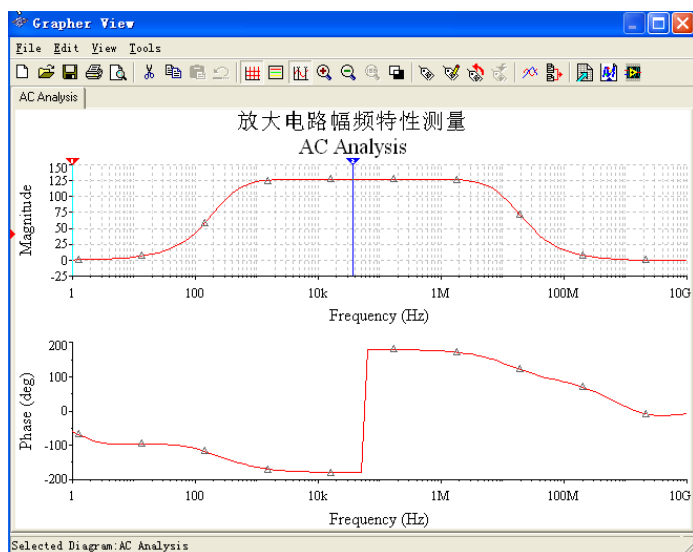 Grapher View
File Edit View Tools
AC Analysis
放大电路幅频特性测量
AC Analysis
150
125
100
75
50
25
0
-25
Magnitude
1 100 10k 1M 100M 10G
Frequency (Hz)
200
100
0
-100
-200
Phase (deg)
1 100 10k 1M 100M 10G
Frequency (Hz)
Selected Diagram:AC Analysis